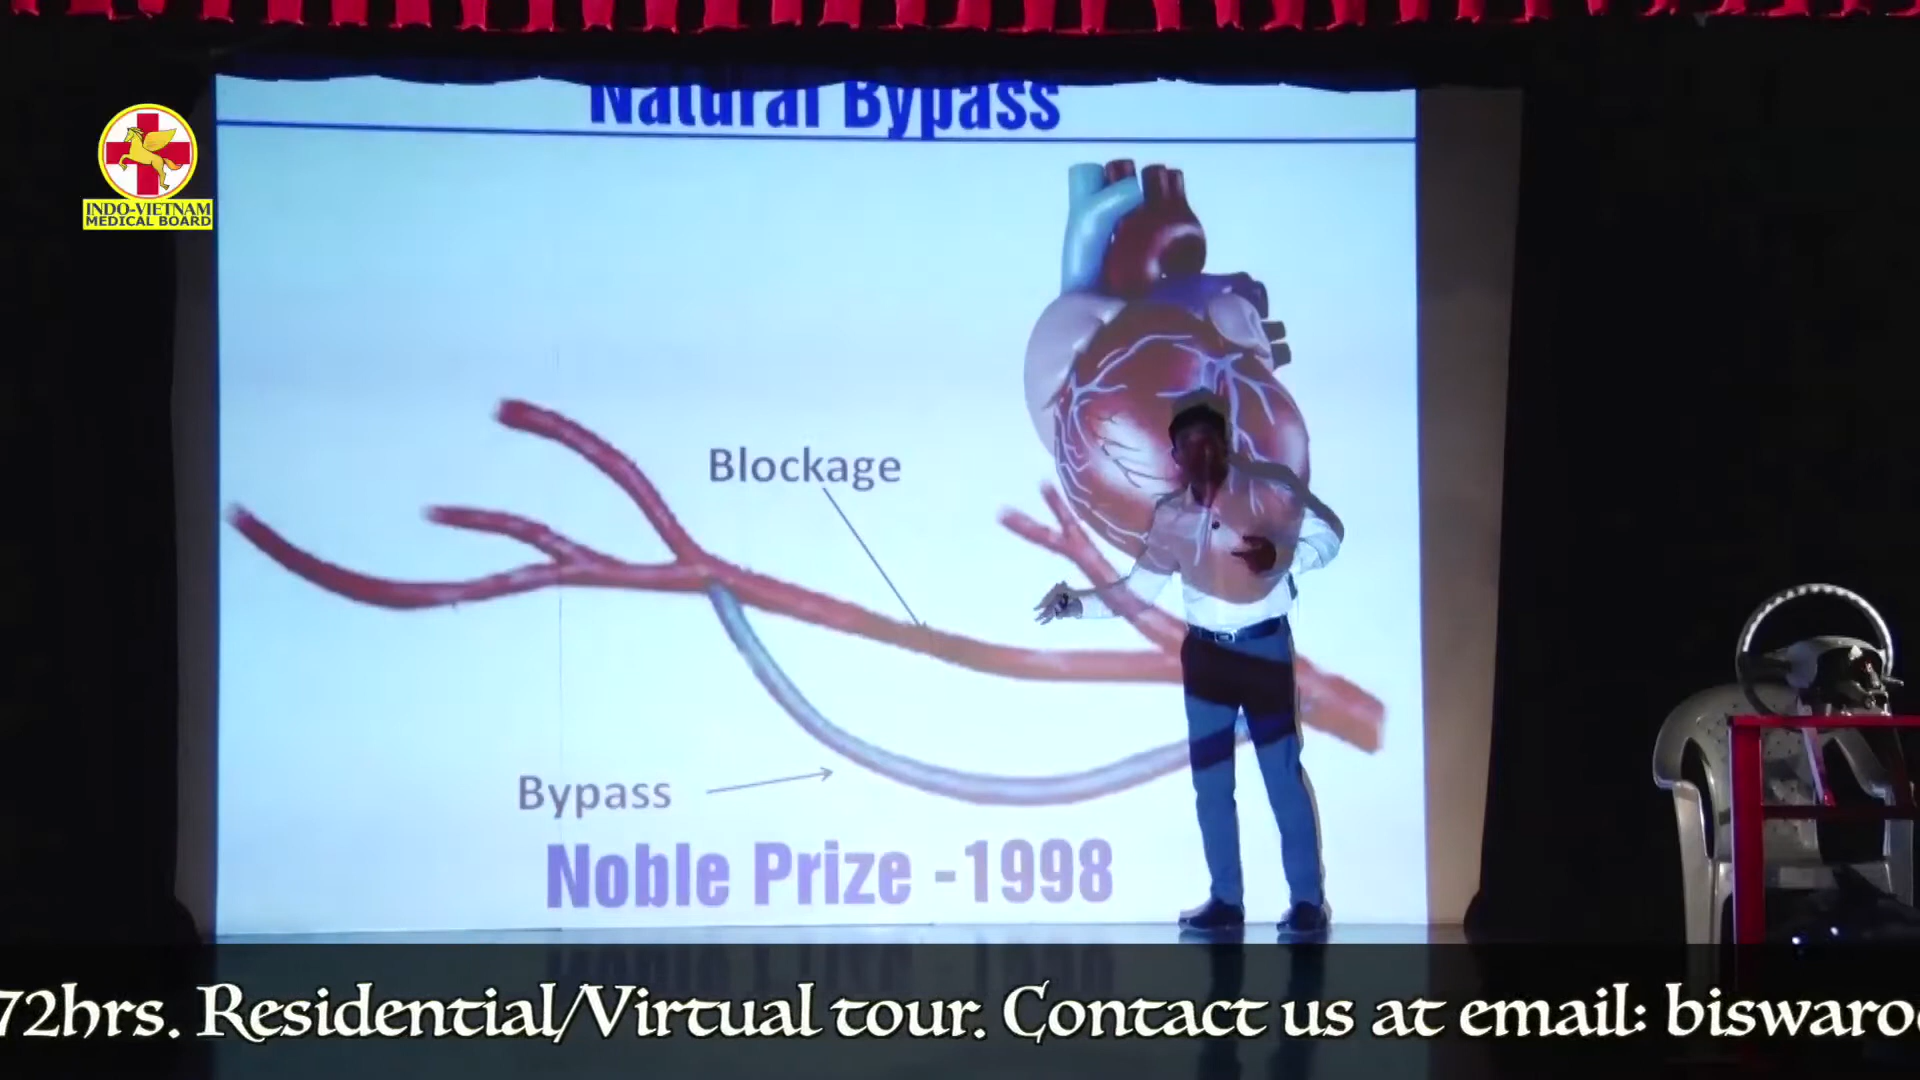 Natural Bypass
INDO-VIETNAM
MEDICAL BOARD
Blockage
Bypass
Noble Prize -1998
72hrs. Residential/Virtual tour. Contact us at email: